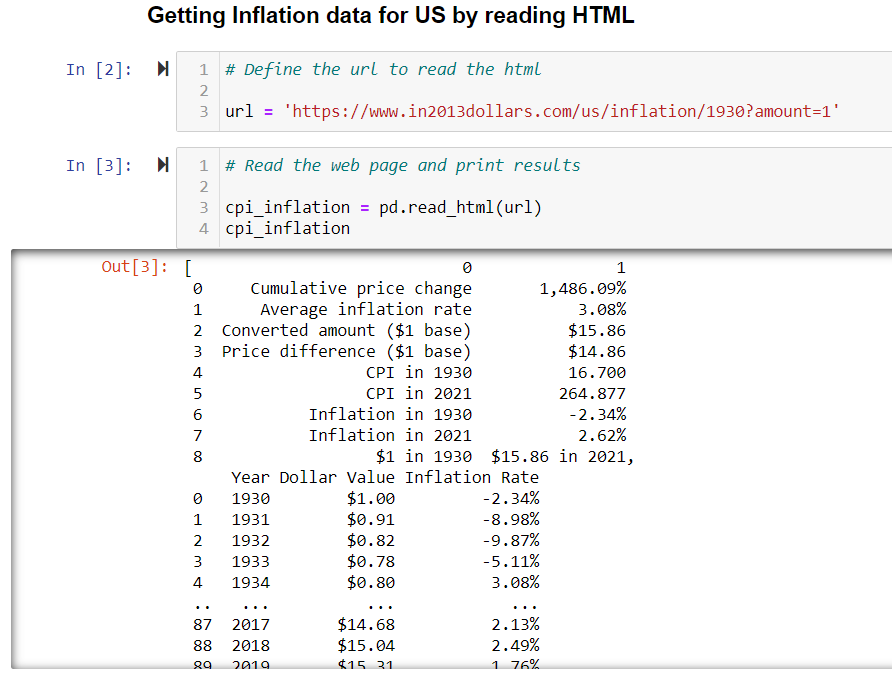 Getting Inflation data for US by reading HTML
In [2]:
1 # Define the url to read the html
2
3 url = 'https://www.in2013dollars.com/us/inflation/1930?amount=1'
In [3]:
1 # Read the web page and print results
2
3 cpi_inflation = pd.read_html(url)
4 cpi_inflation
Out[3]: [ 0 1
0 Cumulative price change 1,486.09%
1 Average inflation rate 3.08%
2 Converted amount ($1 base) $15.86
3 Price difference ($1 base) $14.86
4 CPI in 1930 16.700
5 CPI in 2021 264.877
6 Inflation in 1930 -2.34%
7 Inflation in 2021 2.62%
8 $1 in 1930 $15.86 in 2021,
Year Dollar Value Inflation Rate
0 1930 $1.00 -2.34%
1 1931 $0.91 -8.98%
2 1932 $0.82 -9.87%
3 1933 $0.78 -5.11%
4 1934 $0.80 3.08%
.. ... ... ...
87 2017 $14.68 2.13%
88 2018 $15.04 2.49%
89 2019 $15.31 1.76%